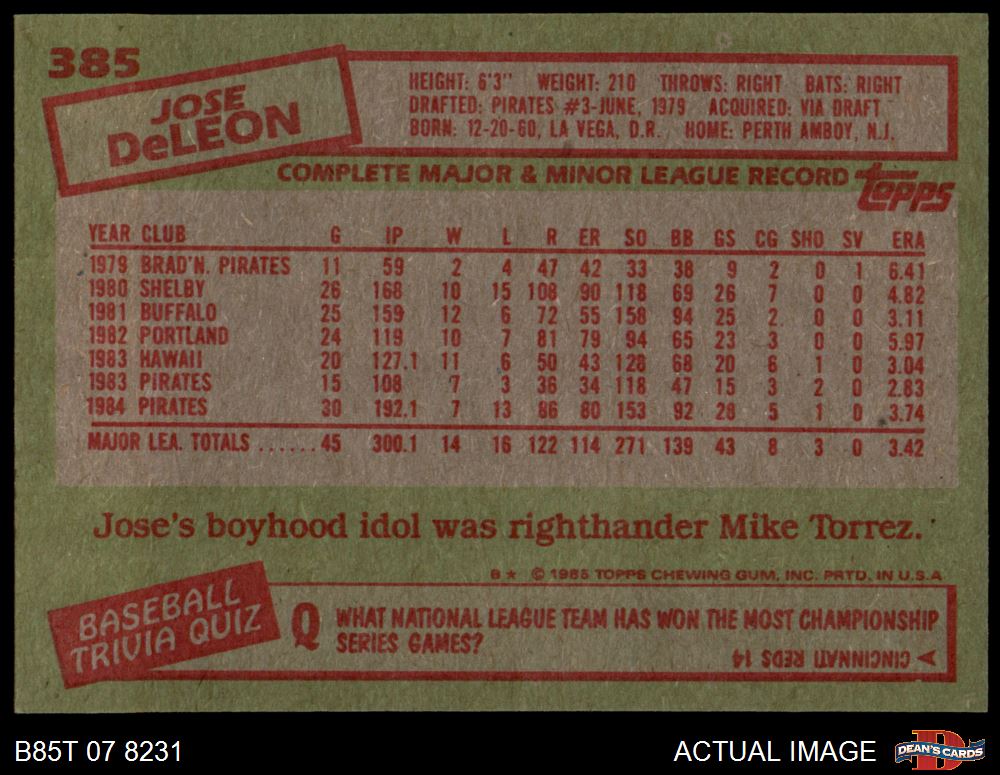 385
JOSE
DeLEON
HEIGHT: 6'3" WEIGHT: 210 THROWS: RIGHT BATS: RIGHT
DRAFTED: PIRATES #3-JUNE, 1979 ACQUIRED: VIA DRAFT
BORN: 12-20-60, LA VEGA, D.R. HOME: PERTH AMBOY, N.J.
COMPLETE MAJOR & MINOR LEAGUE RECORD topps
YEAR CLUB G IP W L R ER SO BB GS CG SHO SV ERA
1979 BRAD'N. PIRATES 11 59 2 4 47 42 33 38 9 2 0 1 6.41
1980 SHELBY 26 168 10 15 108 90 118 69 26 7 0 0 4.82
1981 BUFFALO 25 159 12 6 72 55 158 94 25 2 0 0 3.11
1982 PORTLAND 24 119 10 7 81 79 94 65 23 3 0 0 5.97
1983 HAWAII 20 127.1 11 6 50 43 128 68 20 6 1 0 3.04
1983 PIRATES 15 108 7 3 36 34 118 47 15 3 2 0 2.83
1984 PIRATES 30 192.1 7 13 86 80 153 92 28 5 1 0 3.74
MAJOR LEA. TOTALS ......45 300.1 14 16 122 114 271 139 43 8 3 0 3.42
Jose's boyhood idol was righthander Mike Torrez.
B★ © 1985 TOPPS CHEWING GUM, INC. PRTD. IN U.S.A
BASEBALL
TRIVIA QUIZ
Q WHAT NATIONAL LEAGUE TEAM HAS WON THE MOST CHAMPIONSHIP
SERIES GAMES?
A CINCINNATI REDS 14
B85T 07 8231
ACTUAL IMAGE
D
DEAN'S CARDS